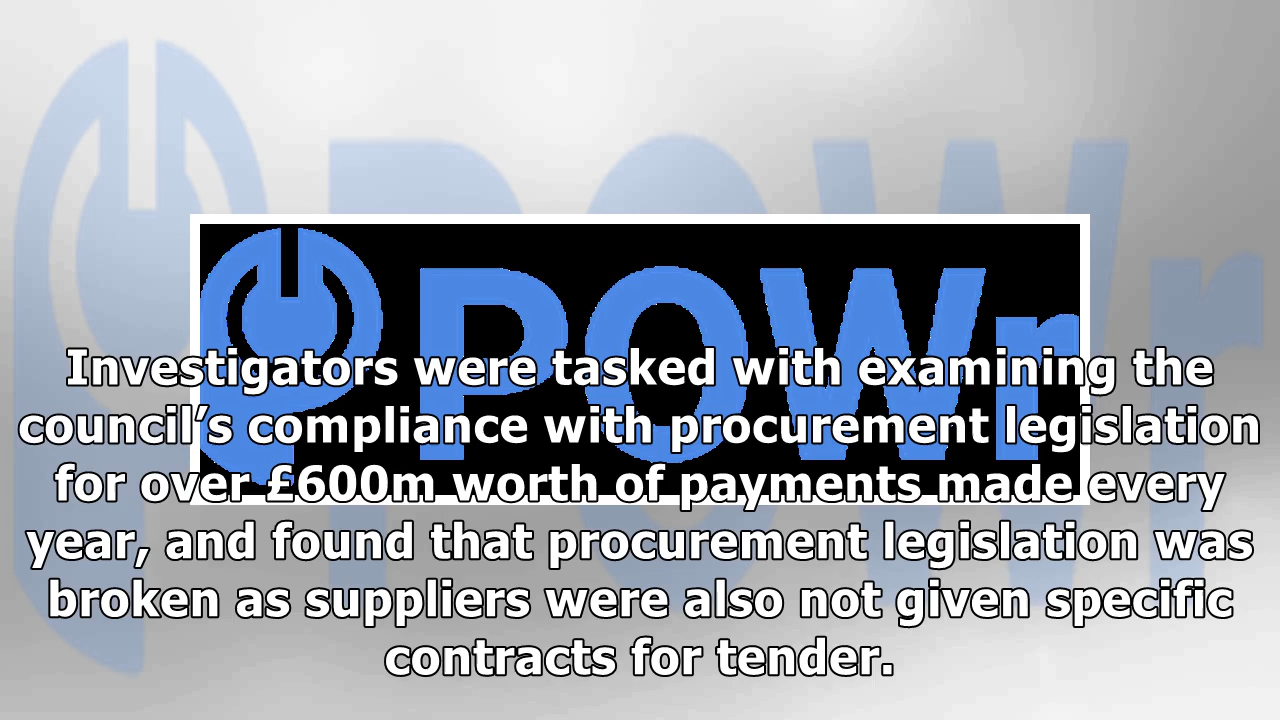 POWr
Investigators were tasked with examining the
council’s compliance with procurement legislation
for over £600m worth of payments made every
year, and found that procurement legislation was
broken as suppliers were also not given specific
contracts for tender.